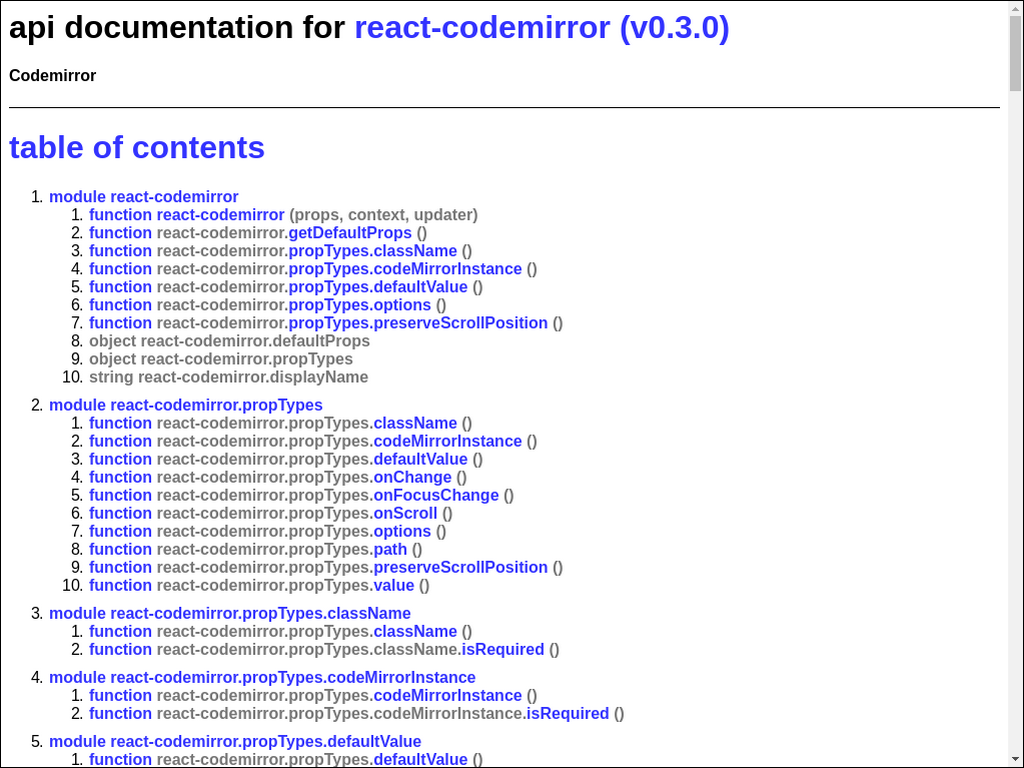 api documentation for react-codemirror (v0.3.0)
Codemirror
table of contents
1. module react-codemirror
1. function react-codemirror (props, context, updater)
2. function react-codemirror.getDefaultProps ()
3. function react-codemirror.propTypes.className ()
4. function react-codemirror.propTypes.codeMirrorInstance ()
5. function react-codemirror.propTypes.defaultValue ()
6. function react-codemirror.propTypes.options ()
7. function react-codemirror.propTypes.preserveScrollPosition ()
8. object react-codemirror.defaultProps
9. object react-codemirror.propTypes
10. string react-codemirror.displayName
2. module react-codemirror.propTypes
1. function react-codemirror.propTypes.className ()
2. function react-codemirror.propTypes.codeMirrorInstance ()
3. function react-codemirror.propTypes.defaultValue ()
4. function react-codemirror.propTypes.onChange ()
5. function react-codemirror.propTypes.onFocusChange ()
6. function react-codemirror.propTypes.onScroll ()
7. function react-codemirror.propTypes.options ()
8. function react-codemirror.propTypes.path ()
9. function react-codemirror.propTypes.preserveScrollPosition ()
10. function react-codemirror.propTypes.value ()
3. module react-codemirror.propTypes.className
1. function react-codemirror.propTypes.className ()
2. function react-codemirror.propTypes.className.isRequired ()
4. module react-codemirror.propTypes.codeMirrorInstance
1. function react-codemirror.propTypes.codeMirrorInstance ()
2. function react-codemirror.propTypes.codeMirrorInstance.isRequired ()
5. module react-codemirror.propTypes.defaultValue
1. function react-codemirror.propTypes.defaultValue ()